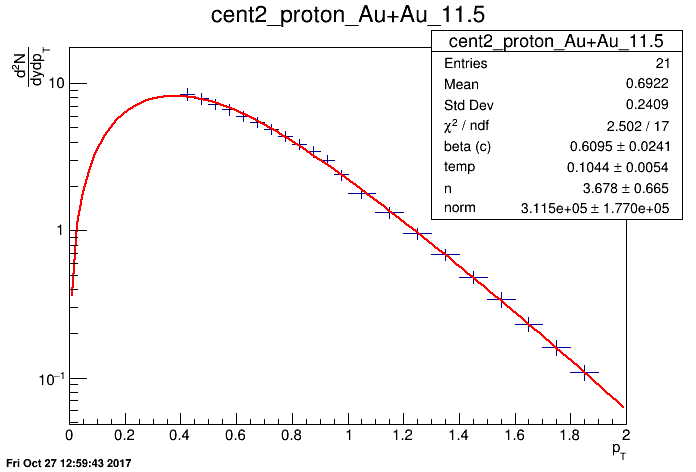 cent2_proton_Au+Au_11.5
cent2_proton_Au+Au_11.5
Entries 21
Mean 0.6922
Std Dev 0.2409
χ² / ndf 2.502 / 17
beta (c) 0.6095 ± 0.0241
temp 0.1044 ± 0.0054
n 3.678 ± 0.665
norm 3.115e+05 ± 1.770e+05
d²N
dydp_T
10
1
10⁻¹
0 0.2 0.4 0.6 0.8 1 1.2 1.4 1.6 1.8 2
p_T
Fri Oct 27 12:59:43 2017